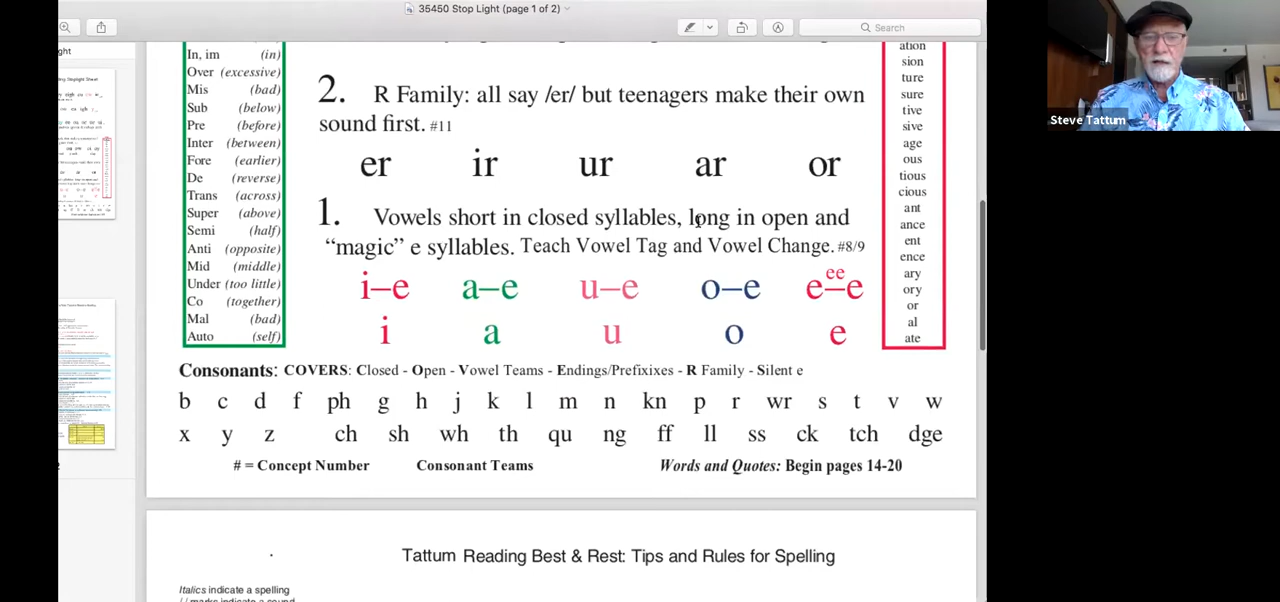 35450 Stop Light (page 1 of 2)
Search
ght
In, im (in)
Over (excessive)
Mis (bad)
Sub (below)
Pre (before)
Inter (between)
Fore (earlier)
De (reverse)
Trans (across)
Super (above)
Semi (half)
Anti (opposite)
Mid (middle)
Under (too little)
Co (together)
Mal (bad)
Auto (self)
2. R Family: all say /er/ but teenagers make their own
sound first. #11
er ir ur ar or
1. Vowels short in closed syllables, long in open and
“magic” e syllables. Teach Vowel Tag and Vowel Change. #8/9
ee
i–e a–e u–e o–e e–e
i a u o e
ation
sion
ture
sure
tive
sive
age
ous
tious
cious
ant
ance
ent
ence
ary
ory
or
al
ate
Consonants: COVERS: Closed - Open - Vowel Teams - Endings/Prefixixes - R Family - Silent e
b c d f ph g h j k l m n kn p r wr s t v w
x y z ch sh wh th qu ng ff ll ss ck tch dge
# = Concept Number Consonant Teams Words and Quotes: Begin pages 14-20
Tattum Reading Best & Rest: Tips and Rules for Spelling
Italics indicate a spelling
Steve Tattum